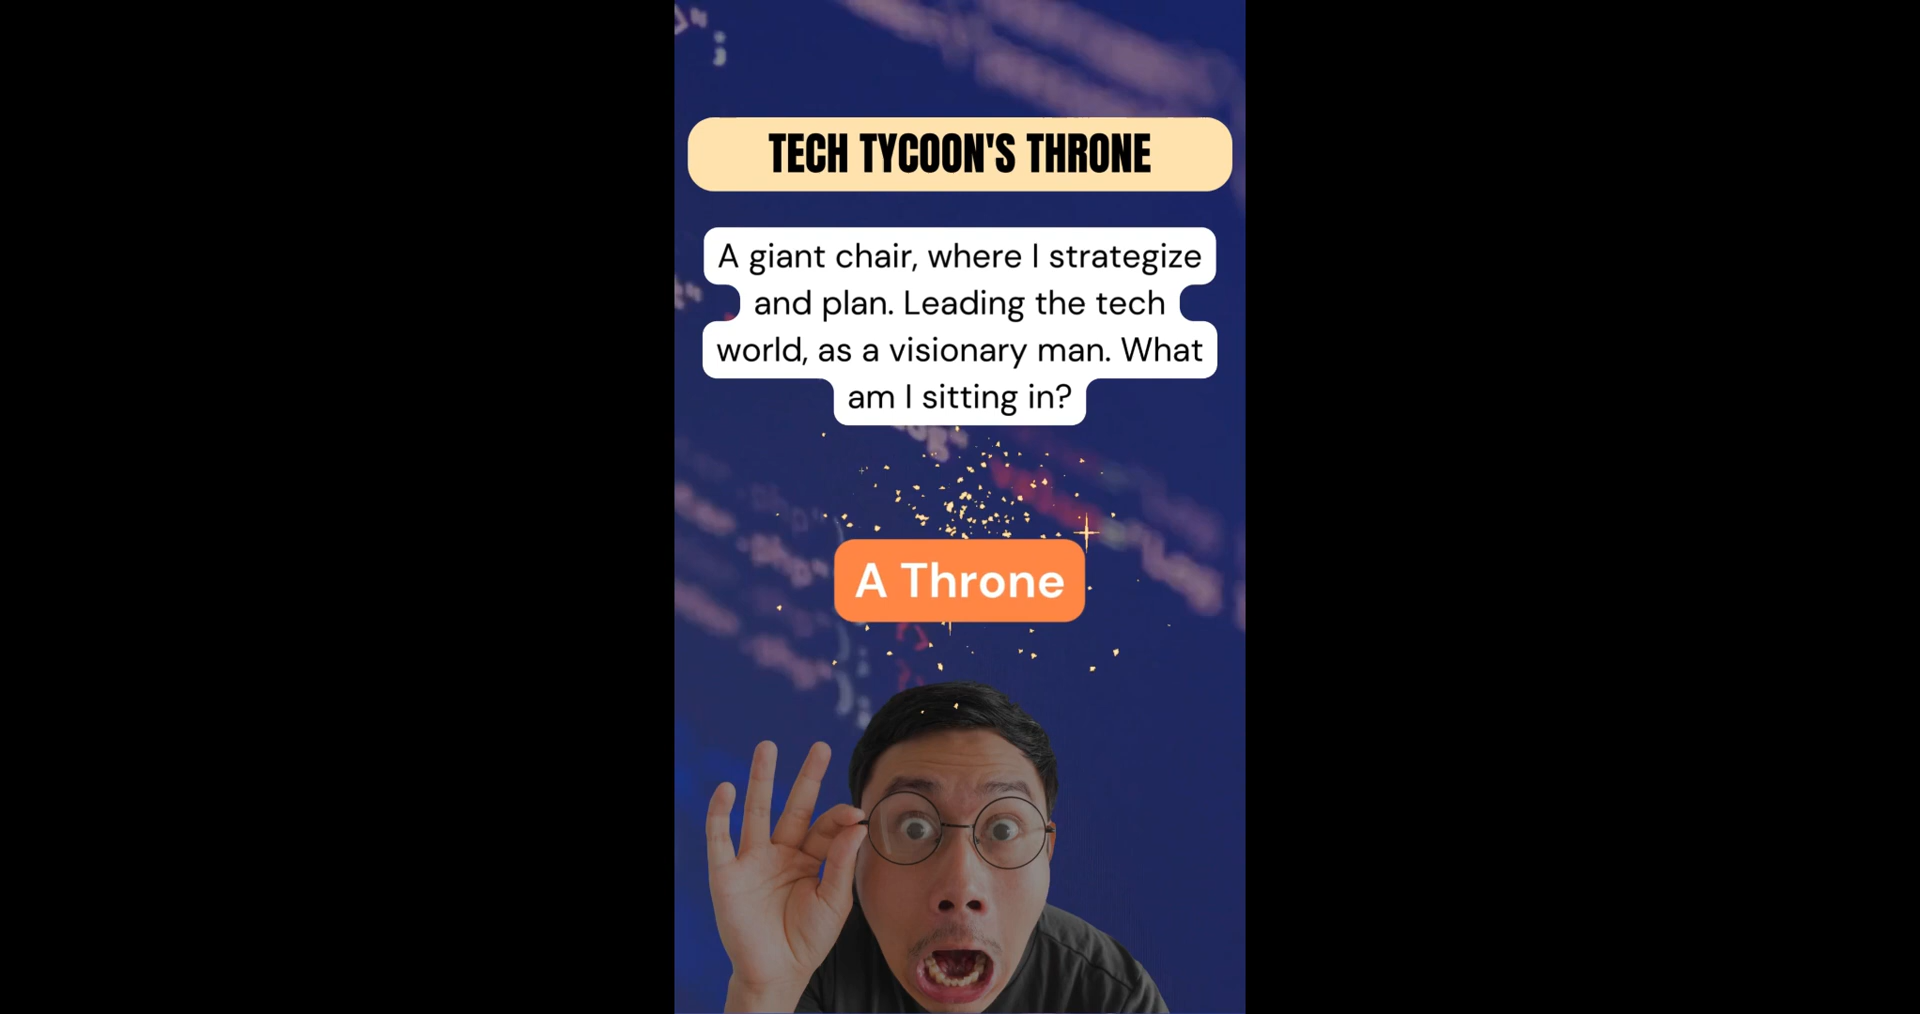 TECH TYCOON'S THRONE
A giant chair, where I strategize
and plan. Leading the tech
world, as a visionary man. What
am I sitting in?
A Throne